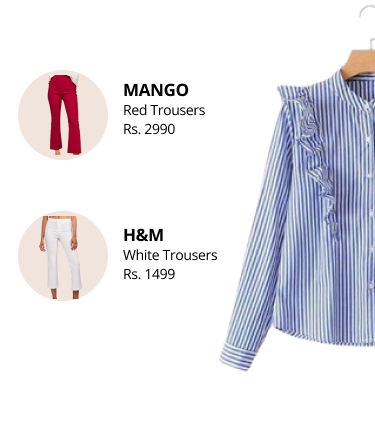 MANGO
Red Trousers
Rs. 2990
H&M
White Trousers
Rs. 1499